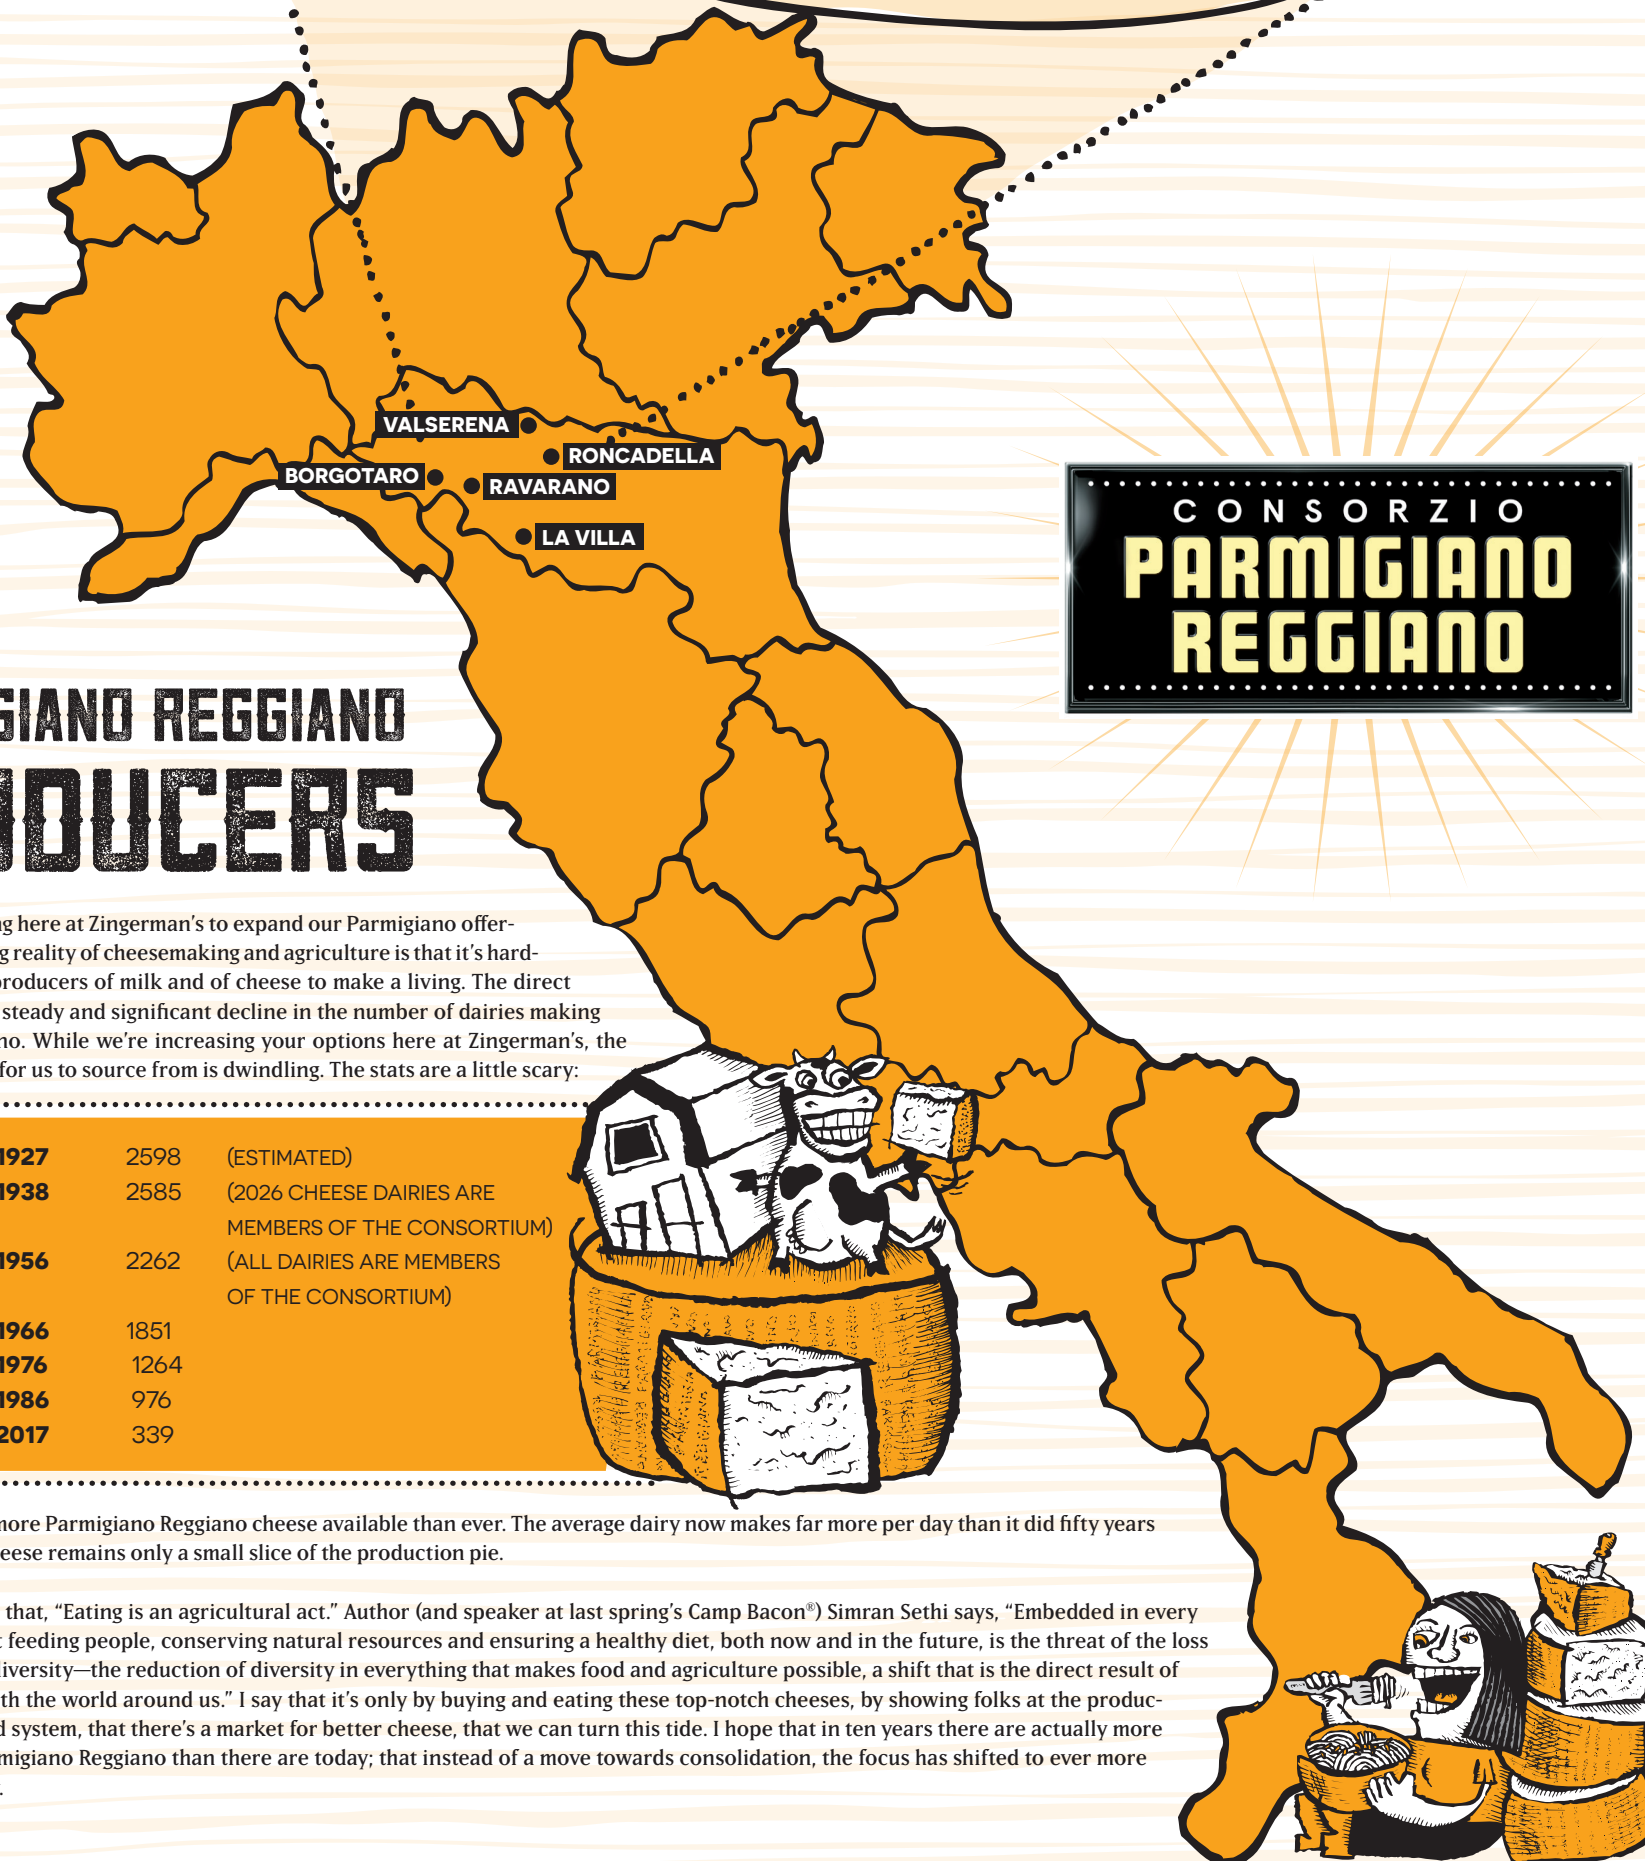 VALSERENA
RONCADELLA
BORGOTARO
RAVARANO
LA VILLA
CONSORZIO
PARMIGIANO
REGGIANO
GIANO REGGIANO
DUCERS
here at Zingerman's to expand our Parmigiano offer-
reality of cheesemaking and agriculture is that it's hard-
producers of milk and of cheese to make a living. The direct
steady and significant decline in the number of dairies making
no. While we're increasing your options here at Zingerman's, the
for us to source from is dwindling. The stats are a little scary:
1927 2598 (ESTIMATED)
1938 2585 (2026 CHEESE DAIRIES ARE
MEMBERS OF THE CONSORTIUM)
1956 2262 (ALL DAIRIES ARE MEMBERS
OF THE CONSORTIUM)
1966 1851
1976 1264
1986 976
2017 339
more Parmigiano Reggiano cheese available than ever. The average dairy now makes far more per day than it did fifty years
eese remains only a small slice of the production pie.
that, “Eating is an agricultural act.” Author (and speaker at last spring's Camp Bacon®) Simran Sethi says, “Embedded in every
feeding people, conserving natural resources and ensuring a healthy diet, both now and in the future, is the threat of the loss
iversity—the reduction of diversity in everything that makes food and agriculture possible, a shift that is the direct result of
th the world around us.” I say that it's only by buying and eating these top-notch cheeses, by showing folks at the produc-
d system, that there's a market for better cheese, that we can turn this tide. I hope that in ten years there are actually more
migiano Reggiano than there are today; that instead of a move towards consolidation, the focus has shifted to ever more